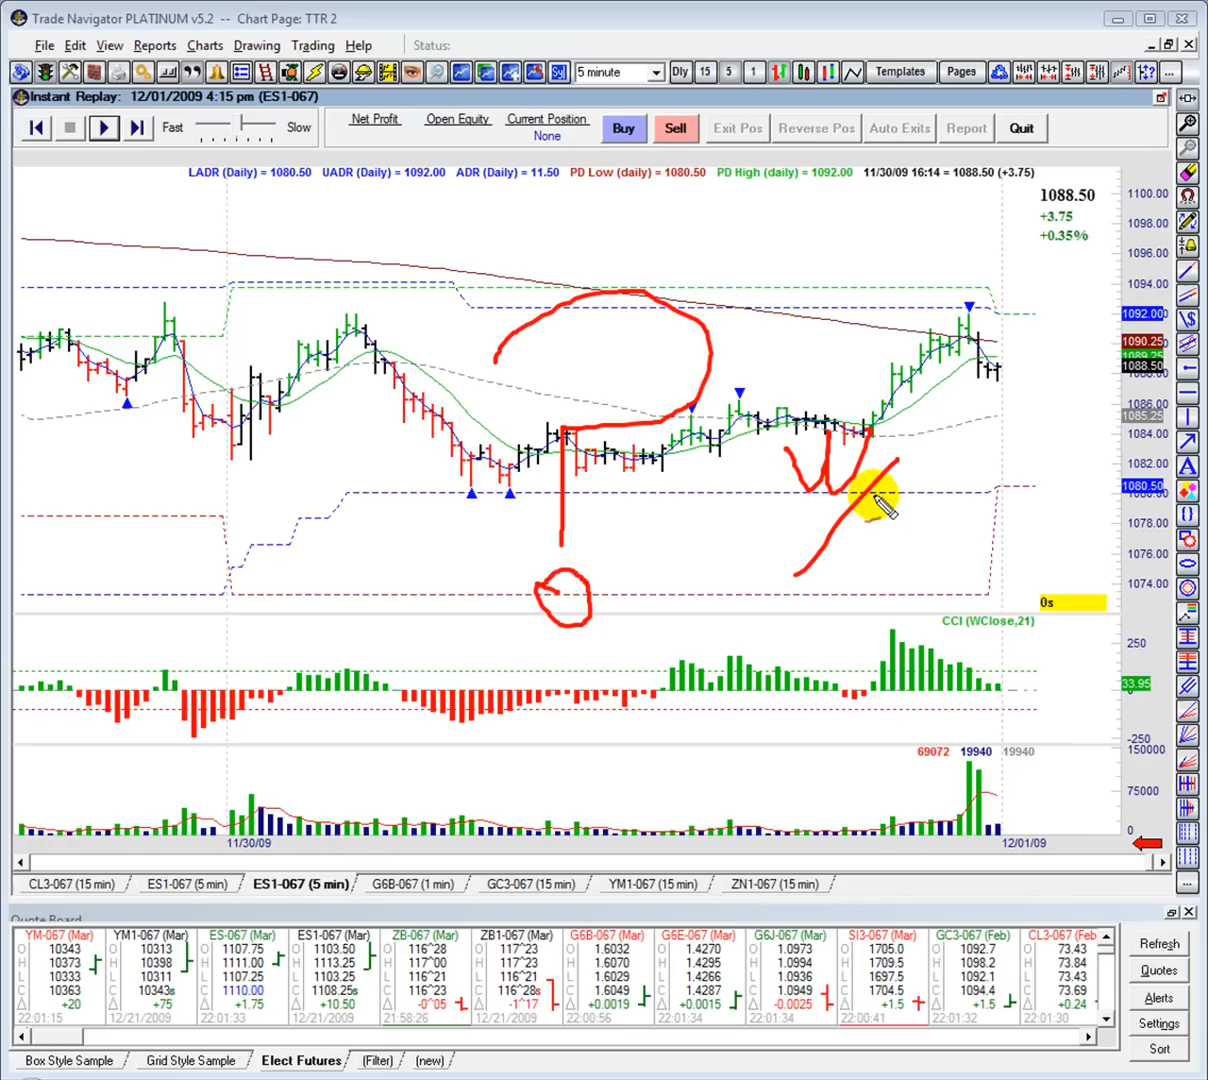 Trade Navigator PLATINUM v5.2 -- Chart Page: TTR 2
File Edit View Reports Charts Drawing Trading Help Status:
5 minute Dly 15 5 1 Templates Pages
Instant Replay: 12/01/2009 4:15 pm (ES1-067)
Fast Slow Net Profit Open Equity Current Position None Buy Sell Exit Pos Reverse Pos Auto Exits Report Quit
LADR (Daily) = 1080.50 UADR (Daily) = 1092.00 ADR (Daily) = 11.50 PD Low (daily) = 1080.50 PD High (daily) = 1092.00 11/30/09 16:14 = 1088.50 (+3.75)
1088.50
+3.75
+0.35%
1100.00
1098.00
1096.00
1094.00
1092.00
1090.25
1088.50
1086.00
1085.25
1084.00
1082.00
1080.50
1078.00
1076.00
1074.00
0s
CCI (WClose,21)
250
33.95
-250
69072 19940 19940
150000
75000
0
11/30/09 12/01/09
CL3-067 (15 min) ES1-067 (5 min) ES1-067 (5 min) G6B-067 (1 min) GC3-067 (15 min) YM1-067 (15 min) ZN1-067 (15 min)
Quote Board
YM-067 (Mar) YM1-067 (Mar) ES-067 (Mar) ES1-067 (Mar) ZB-067 (Mar) ZB1-067 (Mar) G6B-067 (Mar) G6E-067 (Mar) G6J-067 (Mar) SI3-067 (Mar) GC3-067 (Feb) CL3-067 (Feb
O 10343 O 10313 O 1107.75 O 1103.50 O 116^28 O 117^23 O 1.6032 O 1.4270 O 1.0973 O 1705.0 O 1092.7 O 73.43
H 10373 H 10398 H 1111.00 H 1113.25 H 117^00 H 117^23 H 1.6070 H 1.4295 H 1.0994 H 1709.5 H 1098.2 H 73.84
L 10333 L 10311 L 1107.25 L 1103.25 L 116^21 L 116^21 L 1.6029 L 1.4266 L 1.0936 L 1697.5 L 1092.1 L 73.43
C 10363 C 10343s C 1110.00 C 1108.25s C 116^23 C 116^28s C 1.6049 C 1.4287 C 1.0949 C 1704.5 C 1094.4 C 73.69
Δ +20 Δ +75 Δ +1.75 Δ +10.50 Δ -0^05 Δ -1^17 Δ +0.0019 Δ +0.0015 Δ -0.0025 Δ +1.5 Δ +1.5 Δ +0.24
22:01:15 12/21/2009 22:01:33 12/21/2009 21:58:26 12/21/2009 22:00:56 22:01:34 22:01:34 22:00:41 22:01:32 22:01:30
Refresh
Quotes
Alerts
Settings
Sort
Box Style Sample Grid Style Sample Elect Futures (Filter) (new)